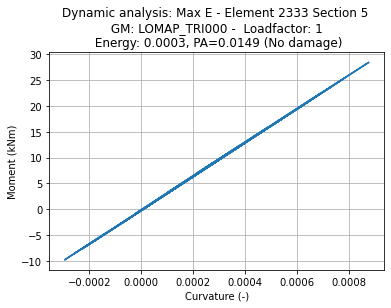 Dynamic analysis: Max E - Element 2333 Section 5
GM: LOMAP_TRI000 -  Loadfactor: 1
Energy: 0.0003, PA=0.0149 (No damage)
30
25
20
15
10
5
0
−5
−10
Moment (kNm)
−0.0002 0.0000 0.0002 0.0004 0.0006 0.0008
Curvature (-)